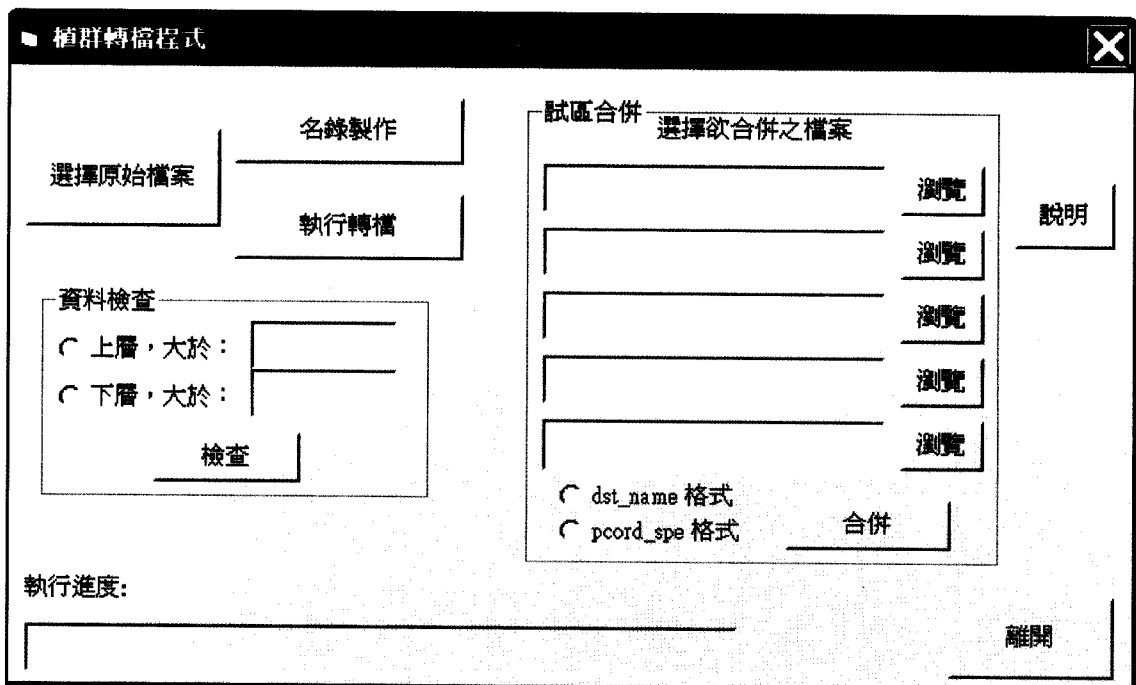 植群轉檔程式
選擇原始檔案
名錄製作
執行轉檔
資料檢查
上層，大於：
下層，大於：
檢查
試區合併
選擇欲合併之檔案
瀏覽
瀏覽
瀏覽
瀏覽
瀏覽
dst_name 格式
pcord_spe 格式
合併
說明
執行進度:
離開